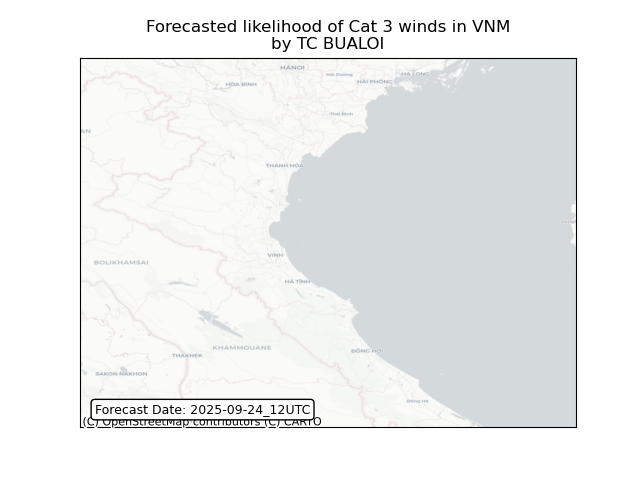 Forecasted likelihood of Cat 3 winds in VNM
by TC BUALOI
HANOI
HÒA BÌNH
Hải Dương
HẢI PHÒNG
HẠ LONG
Thái Bình
AN
THANH HÓA
VINH
BOLIKHAMSAI
HÀ TĨNH
KHAMMOUANE
ĐỒNG HỚI
THAKHEK
SAKON NAKHON
Đông Hà
Forecast Date: 2025-09-24_12UTC
(C) OpenStreetMap contributors (C) CARTO